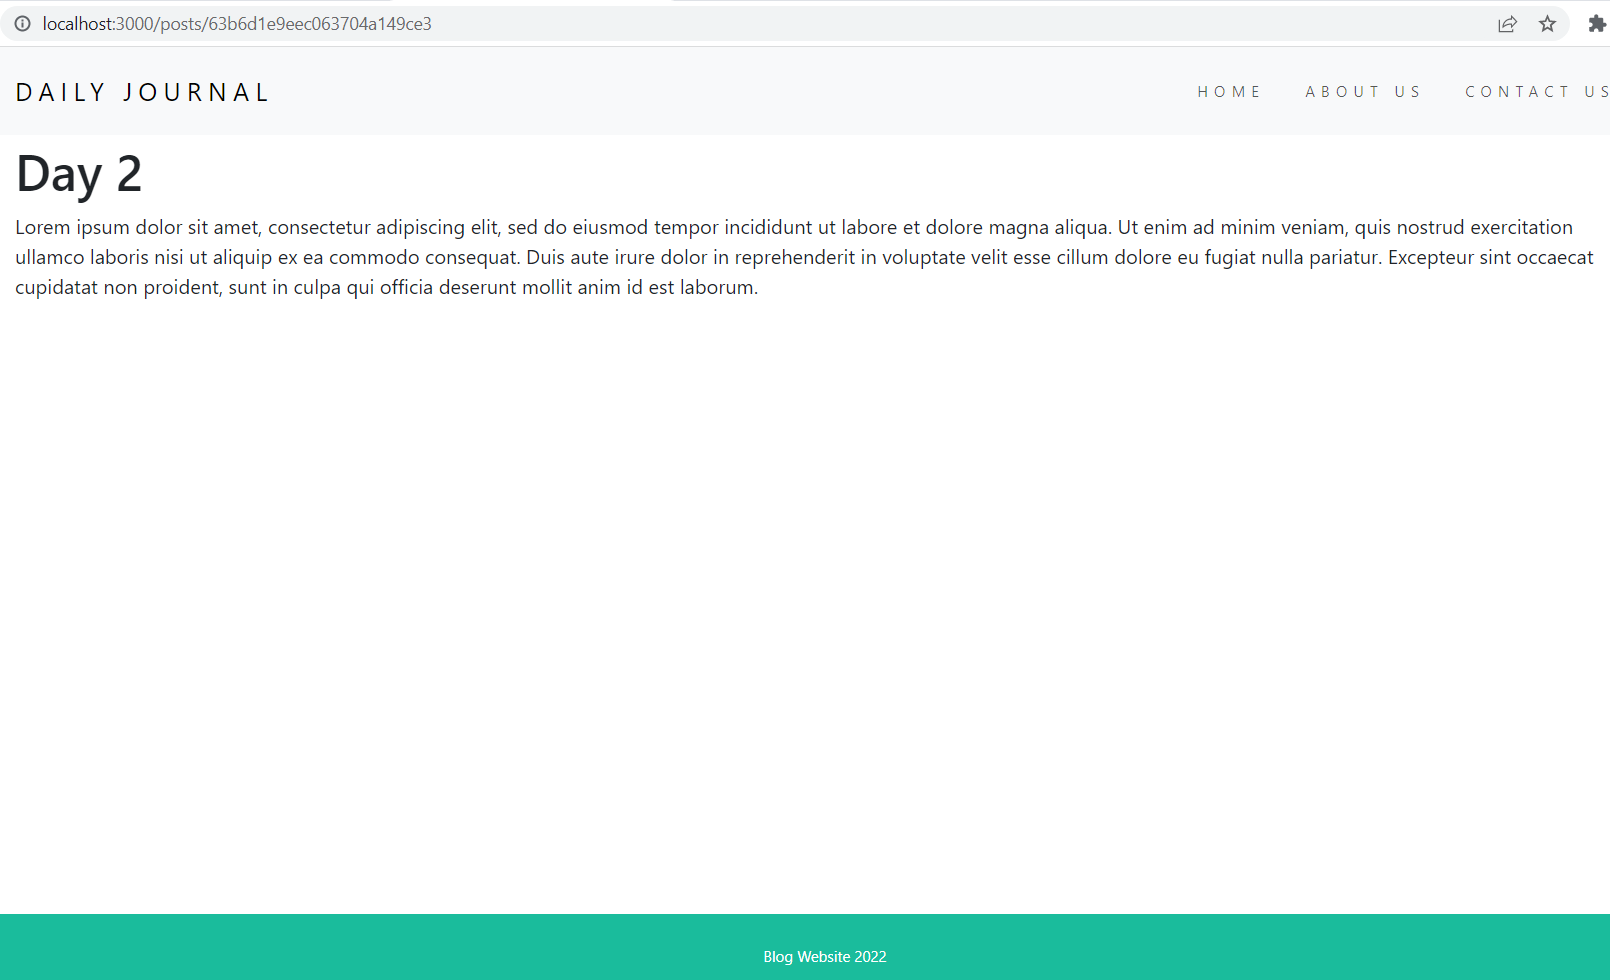 localhost:3000/posts/63b6d1e9eec063704a149ce3
DAILY JOURNAL
HOME ABOUT US CONTACT US
Day 2
Lorem ipsum dolor sit amet, consectetur adipiscing elit, sed do eiusmod tempor incididunt ut labore et dolore magna aliqua. Ut enim ad minim veniam, quis nostrud exercitation
ullamco laboris nisi ut aliquip ex ea commodo consequat. Duis aute irure dolor in reprehenderit in voluptate velit esse cillum dolore eu fugiat nulla pariatur. Excepteur sint occaecat
cupidatat non proident, sunt in culpa qui officia deserunt mollit anim id est laborum.
Blog Website 2022